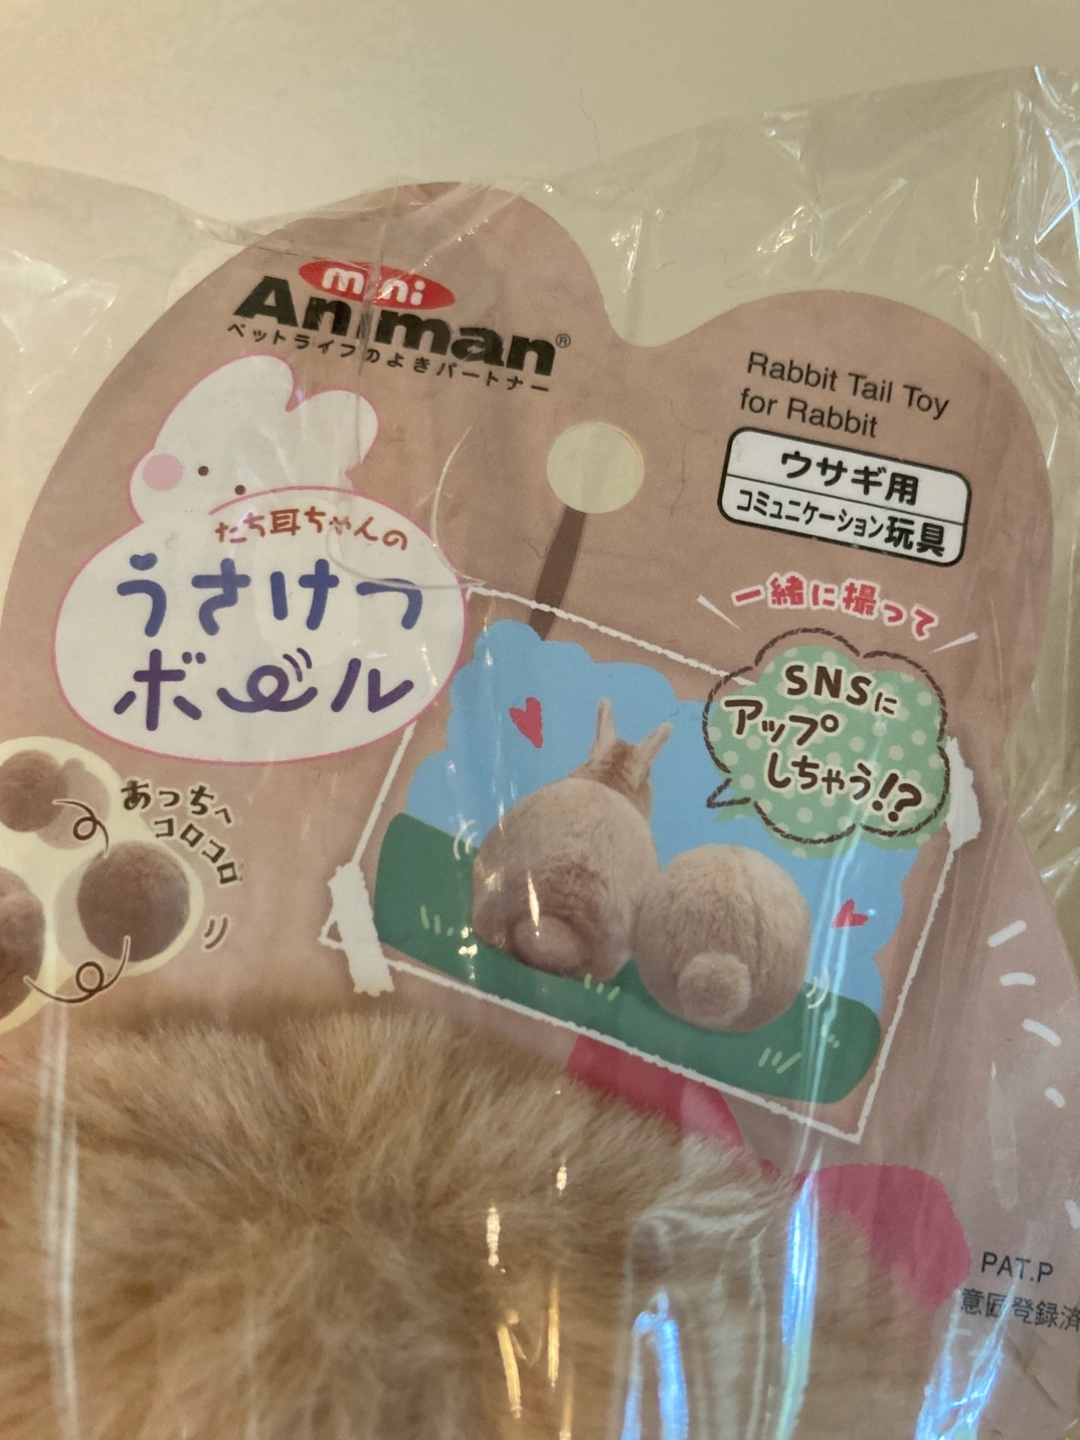 mini
Animan®
ペットライフのよきパートナー
Rabbit Tail Toy
for Rabbit
ウサギ用
コミュニケーション玩具
たち耳ちゃんの
うさけつ
ボール
一緒に撮って
SNSに
アップ
しちゃう!?
あっちへ
コロコロ
PAT.P
意匠登録済